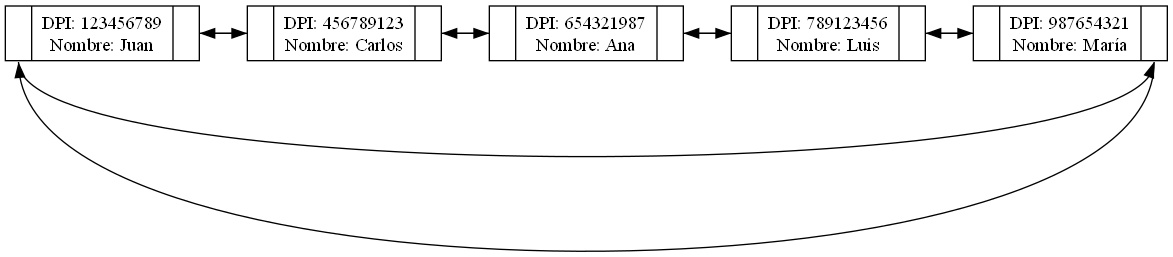 DPI: 123456789
Nombre: Juan
DPI: 456789123
Nombre: Carlos
DPI: 654321987
Nombre: Ana
DPI: 789123456
Nombre: Luis
DPI: 987654321
Nombre: María